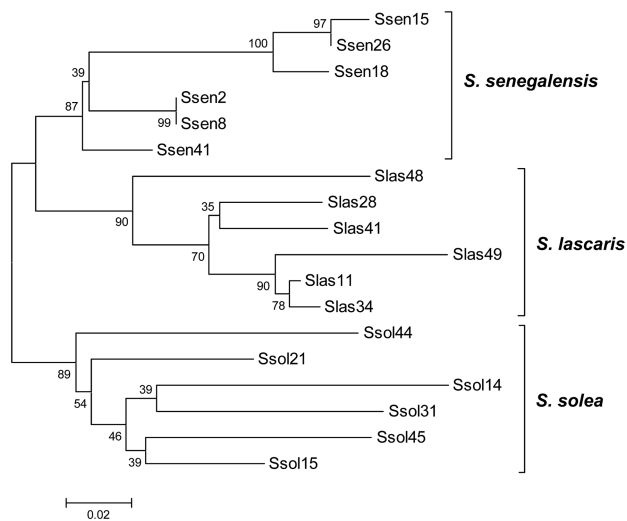 97
Ssen15
Ssen26
100
Ssen18
39
S. senegalensis
Ssen2
87
99
Ssen8
Ssen41
Slas48
90
35
Slas28
Slas41
70
S. lascaris
Slas49
90
Slas11
78
Slas34
Ssol44
89
Ssol21
54
39
Ssol14
S. solea
Ssol31
46
Ssol45
39
Ssol15
0.02